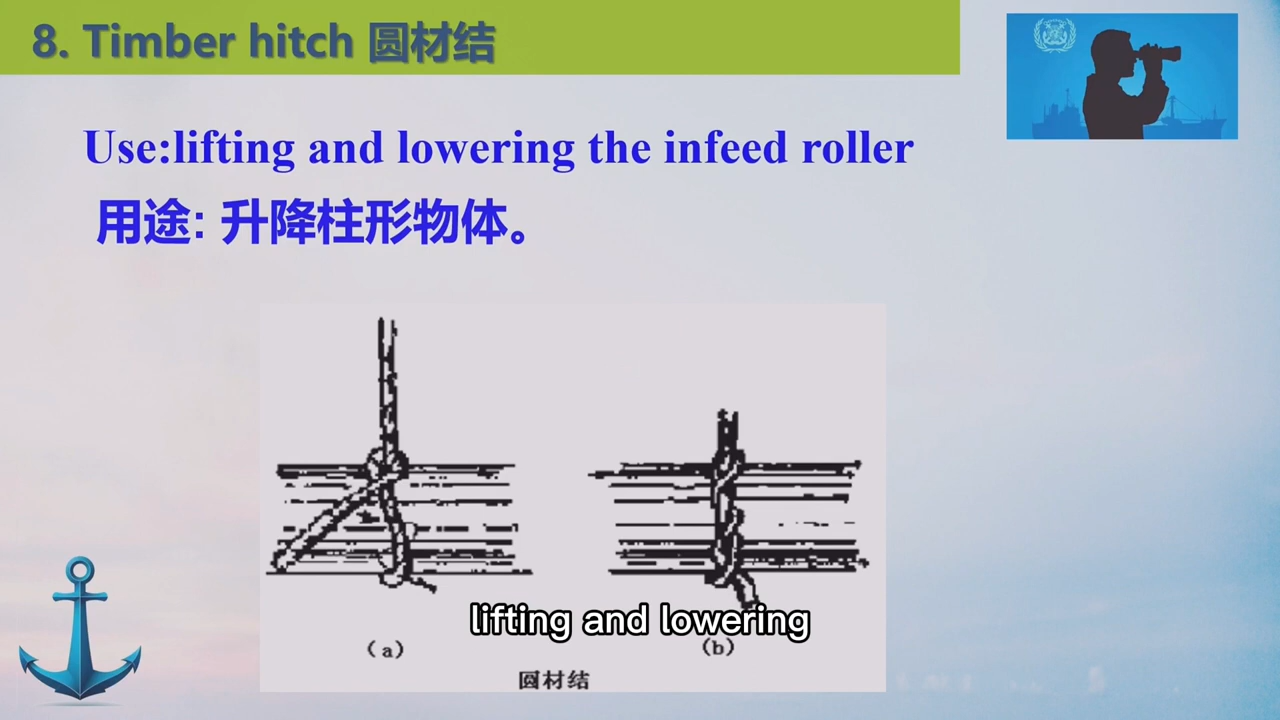 8. Timber hitch 圆材结
Use:lifting and lowering the infeed roller
用途: 升降柱形物体。
lifting and lowering
(a)
(b)
圆材结